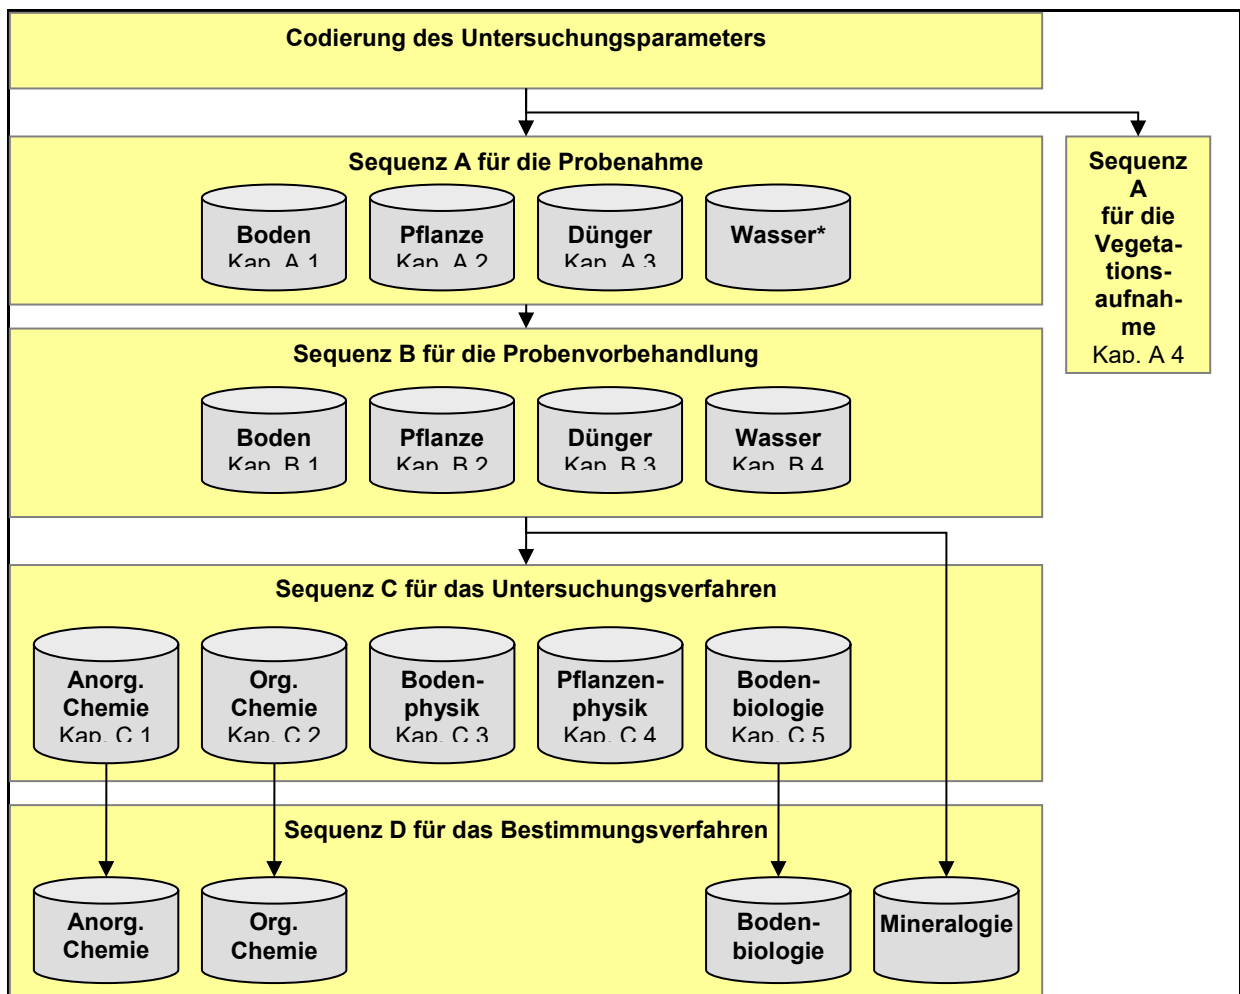 Codierung des Untersuchungsparameters
Sequenz A für die Probenahme
Boden
Kap. A 1
Pflanze
Kap. A 2
Dünger
Kap. A 3
Wasser*
Sequenz
A
für die
Vegeta-
tions-
aufnah-
me
Kap. A 4
Sequenz B für die Probenvorbehandlung
Boden
Kap. B 1
Pflanze
Kap. B 2
Dünger
Kap. B 3
Wasser
Kap. B 4
Sequenz C für das Untersuchungsverfahren
Anorg.
Chemie
Kap. C 1
Org.
Chemie
Kap. C 2
Boden-
physik
Kap. C 3
Pflanzen-
physik
Kap. C 4
Boden-
biologie
Kap. C 5
Sequenz D für das Bestimmungsverfahren
Anorg.
Chemie
Org.
Chemie
Boden-
biologie
Mineralogie